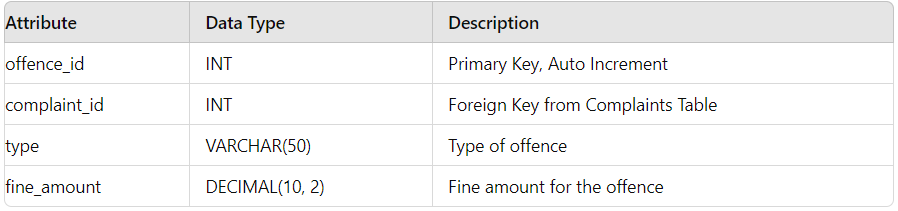 Attribute Data Type Description
offence_id INT Primary Key, Auto Increment
complaint_id INT Foreign Key from Complaints Table
type VARCHAR(50) Type of offence
fine_amount DECIMAL(10, 2) Fine amount for the offence